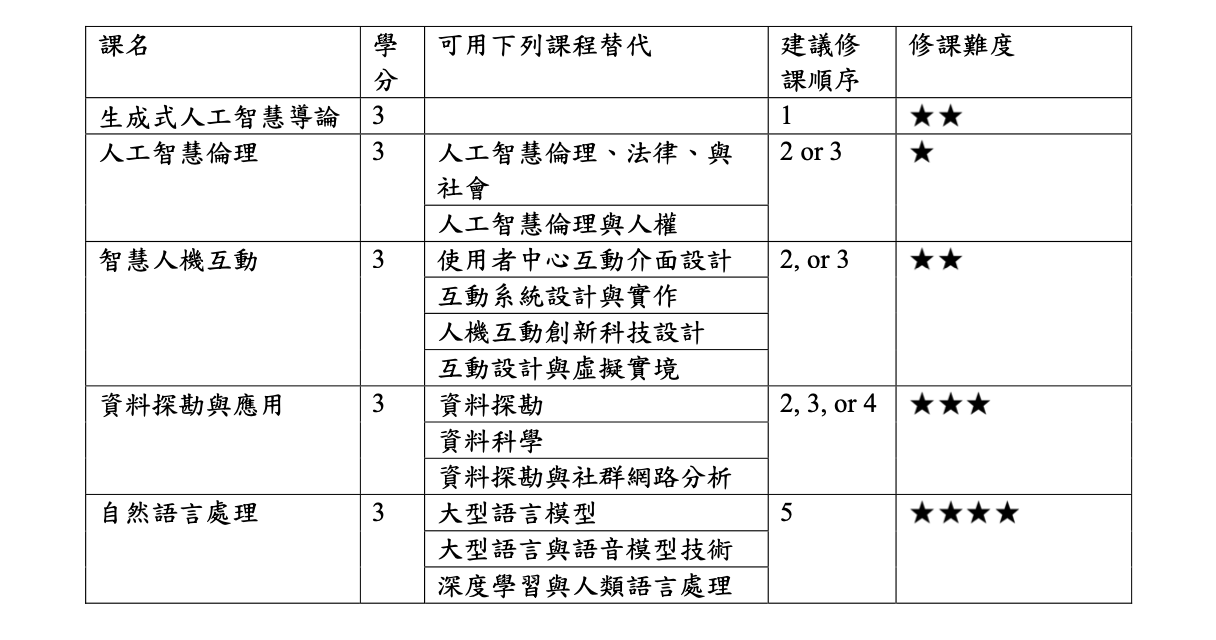 課名 學 可用下列課程替代 建議修 修課難度
分 課順序
生成式人工智慧導論 3 1 ★★
人工智慧倫理 3 人工智慧倫理、法律、與 2 or 3 ★
社會
人工智慧倫理與人權
智慧人機互動 3 使用者中心互動介面設計 2, or 3 ★★
互動系統設計與實作
人機互動創新科技設計
互動設計與虛擬實境
資料探勘與應用 3 資料探勘 2, 3, or 4 ★★★
資料科學
資料探勘與社群網路分析
自然語言處理 3 大型語言模型 5 ★★★★
大型語言與語音模型技術
深度學習與人類語言處理